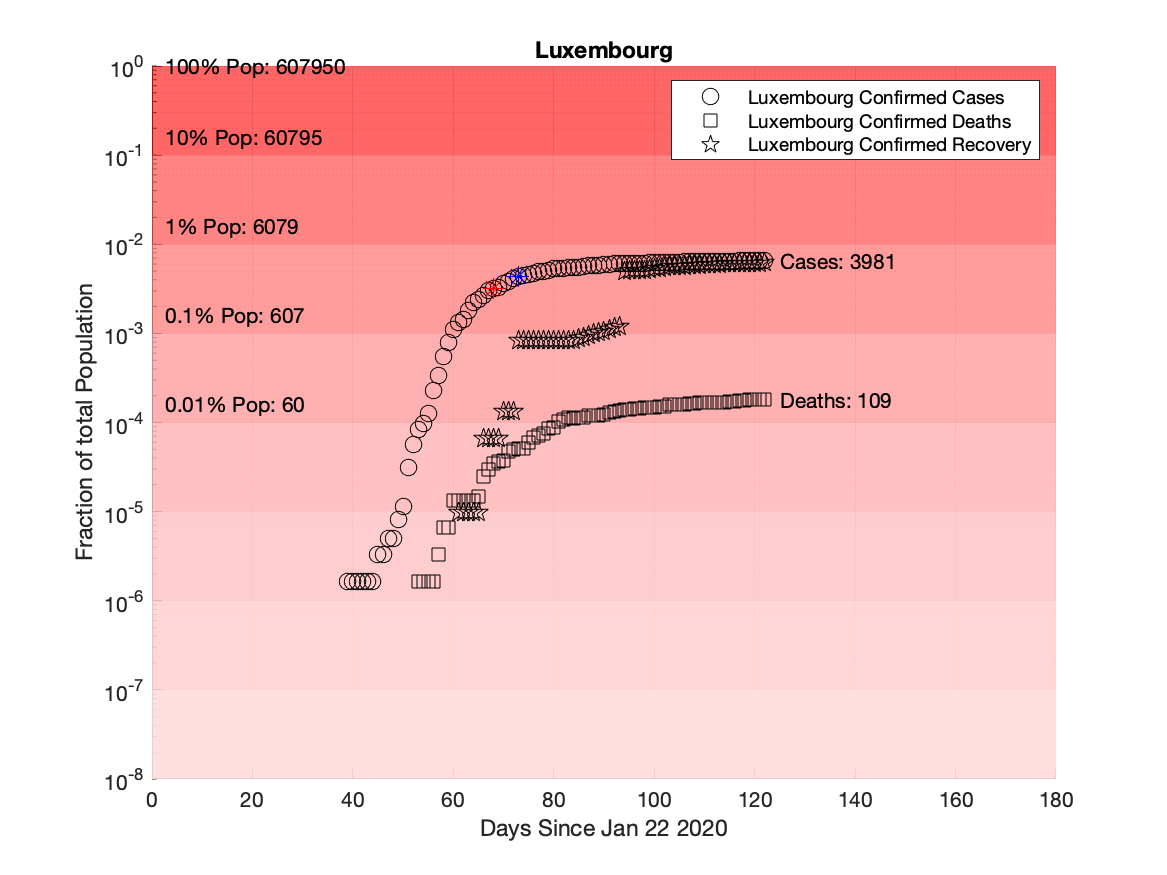 Luxembourg
10^0
100% Pop: 607950
Luxembourg Confirmed Cases
Luxembourg Confirmed Deaths
Luxembourg Confirmed Recovery
10% Pop: 60795
10^-1
1% Pop: 6079
10^-2
Cases: 3981
0.1% Pop: 607
10^-3
0.01% Pop: 60
Deaths: 109
10^-4
10^-5
10^-6
10^-7
10^-8
Fraction of total Population
0 20 40 60 80 100 120 140 160 180
Days Since Jan 22 2020